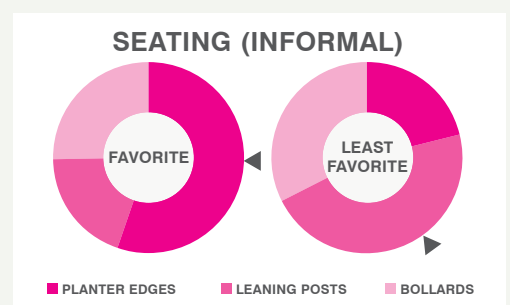 SEATING (INFORMAL)
FAVORITE
LEAST
FAVORITE
PLANTER EDGES
LEANING POSTS
BOLLARDS